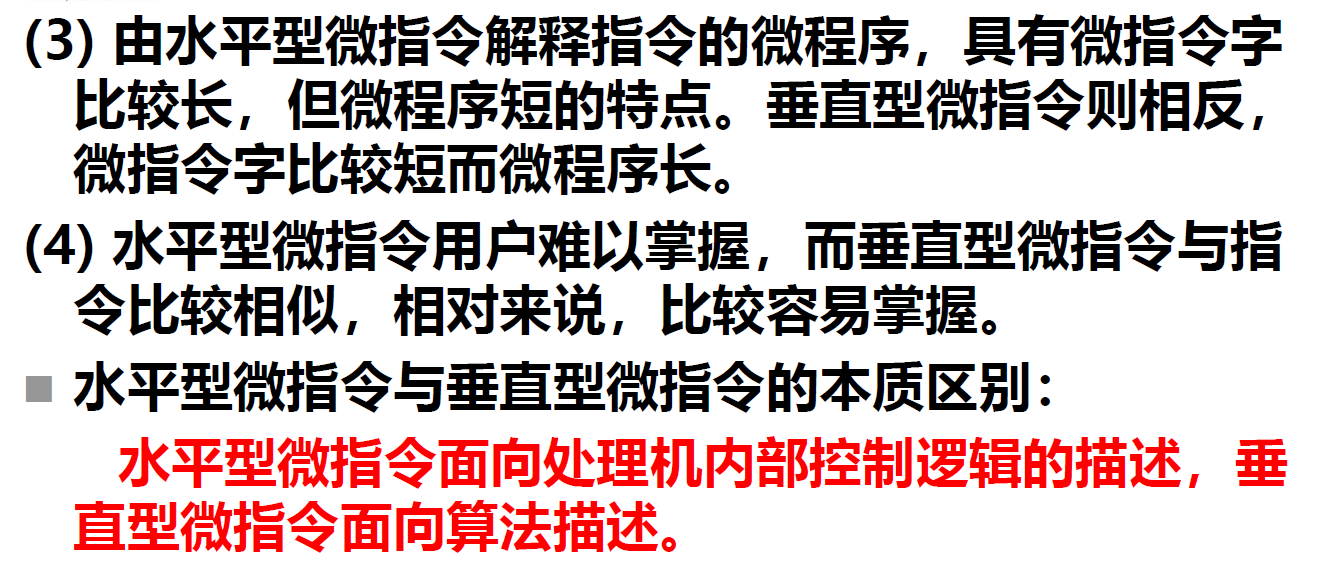 (3) 由水平型微指令解释指令的微程序，具有微指令字
比较长，但微程序短的特点。垂直型微指令则相反，
微指令字比较短而微程序长。
(4) 水平型微指令用户难以掌握，而垂直型微指令与指
令比较相似，相对来说，比较容易掌握。
■ 水平型微指令与垂直型微指令的本质区别：
水平型微指令面向处理机内部控制逻辑的描述，垂
直型微指令面向算法描述。